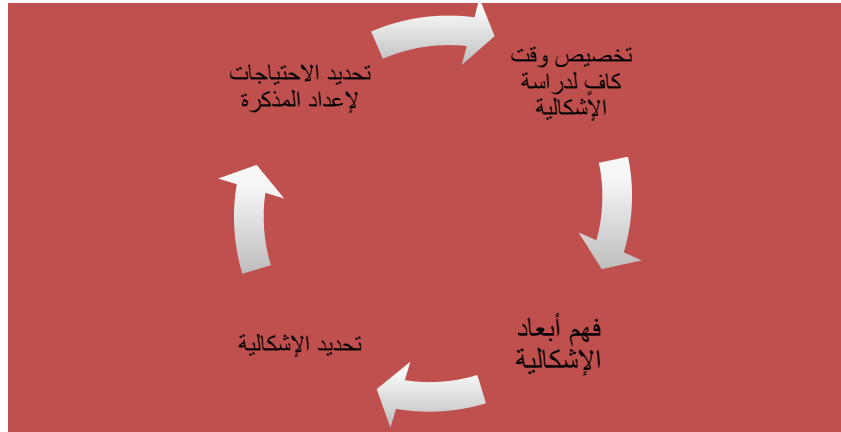 تخصيص وقت
كافٍ لدراسة
الإشكالية
فهم أبعاد
الإشكالية
تحديد الإشكالية
تحديد الاحتياجات
لإعداد المذكرة